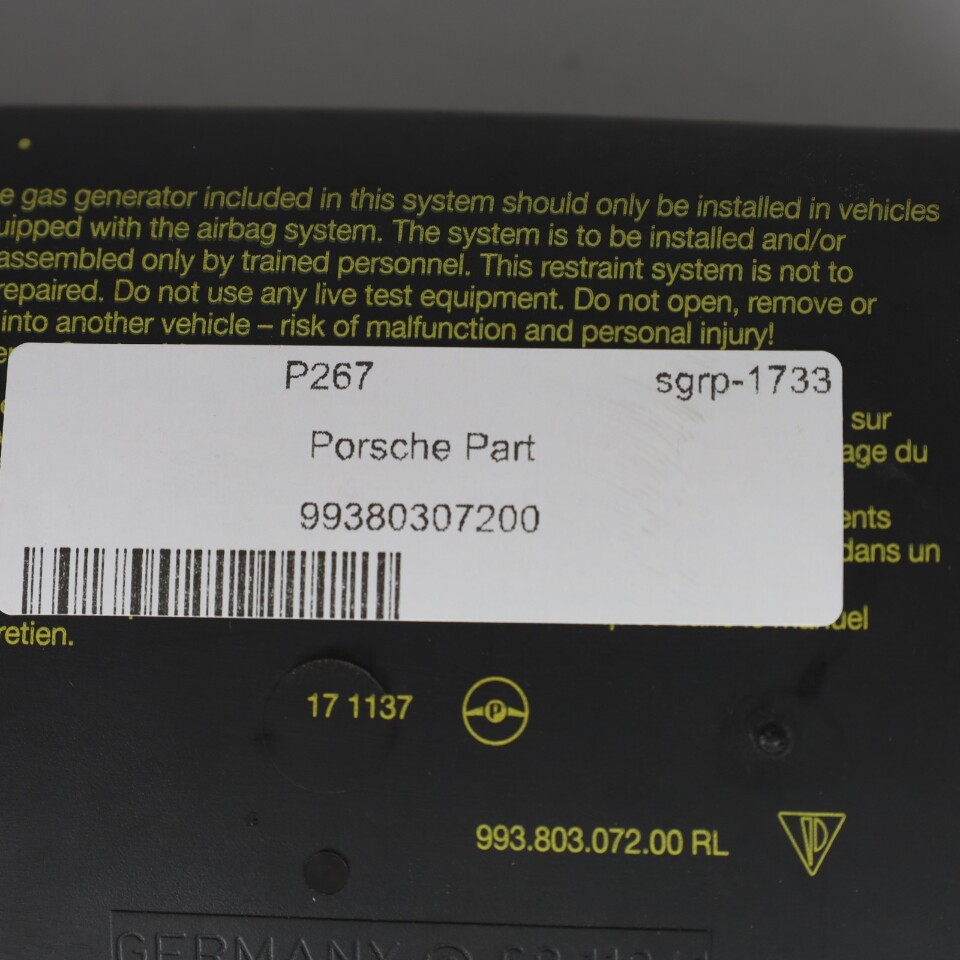 e gas generator included in this system should only be installed in vehicles
uipped with the airbag system. The system is to be installed and/or
assembled only by trained personnel. This restraint system is not to
repaired. Do not use any live test equipment. Do not open, remove or
into another vehicle – risk of malfunction and personal injury!
P267 sgrp-1733
sur
Porsche Part
age du
99380307200
ents
dans un
manuel
retien.
17 1137
P
993.803.072.00 RL
GERMANY